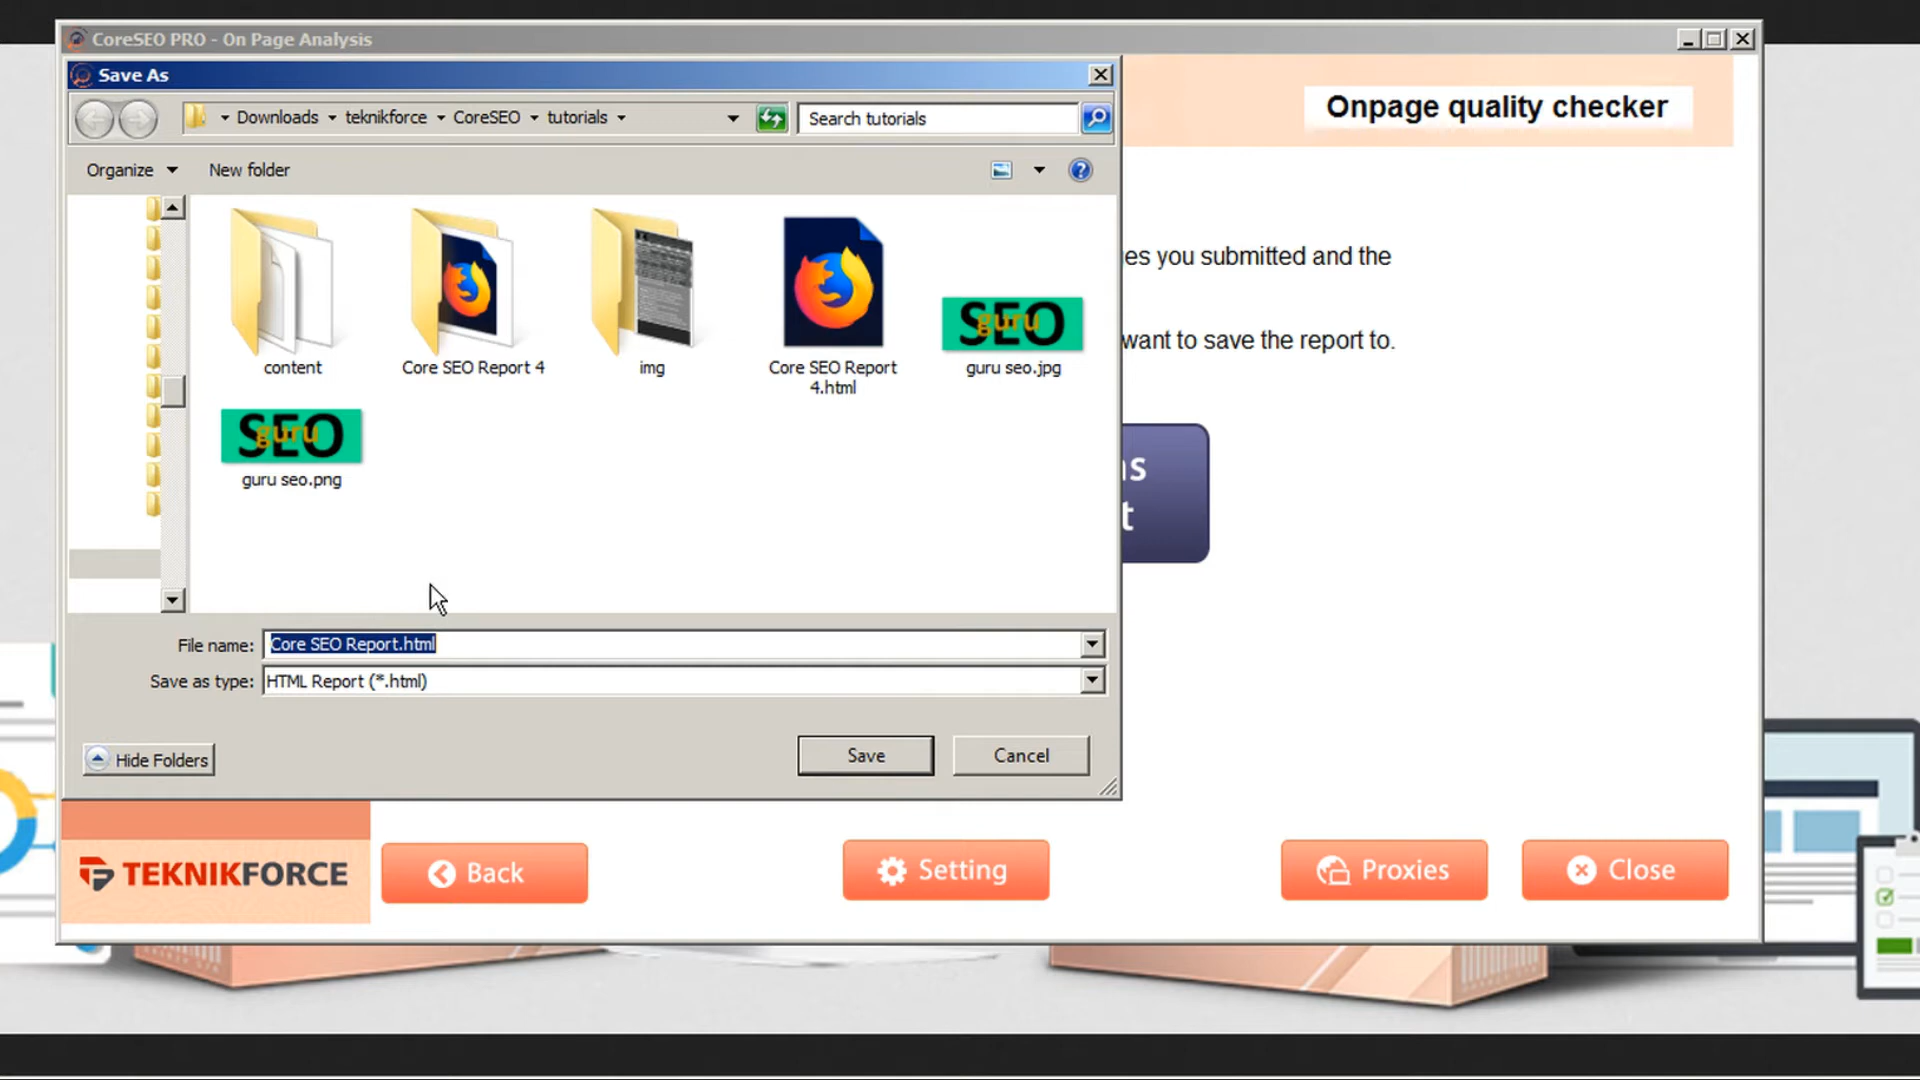 CoreSEO PRO - On Page Analysis
Save As
Downloads
teknikforce
CoreSEO
tutorials
Search tutorials
Onpage quality checker
Organize
New folder
content
Core SEO Report 4
img
Core SEO Report
4.html
SEO
guru
guru seo.jpg
SEO
guru
guru seo.png
es you submitted and the
want to save the report to.
File name:
Core SEO Report.html
Save as type:
HTML Report (*.html)
Hide Folders
Save
Cancel
TEKNIKFORCE
Back
Setting
Proxies
Close